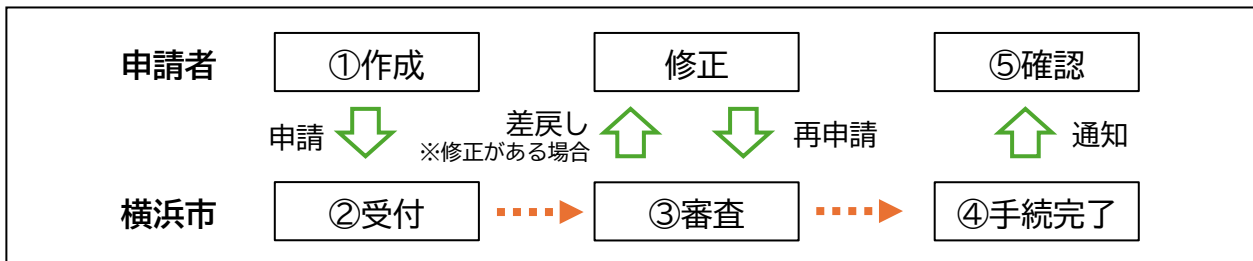 申請者 ①作成 修正 ⑤確認
申請 差戻し 再申請 通知
※修正がある場合
横浜市 ②受付 ③審査 ④手続完了